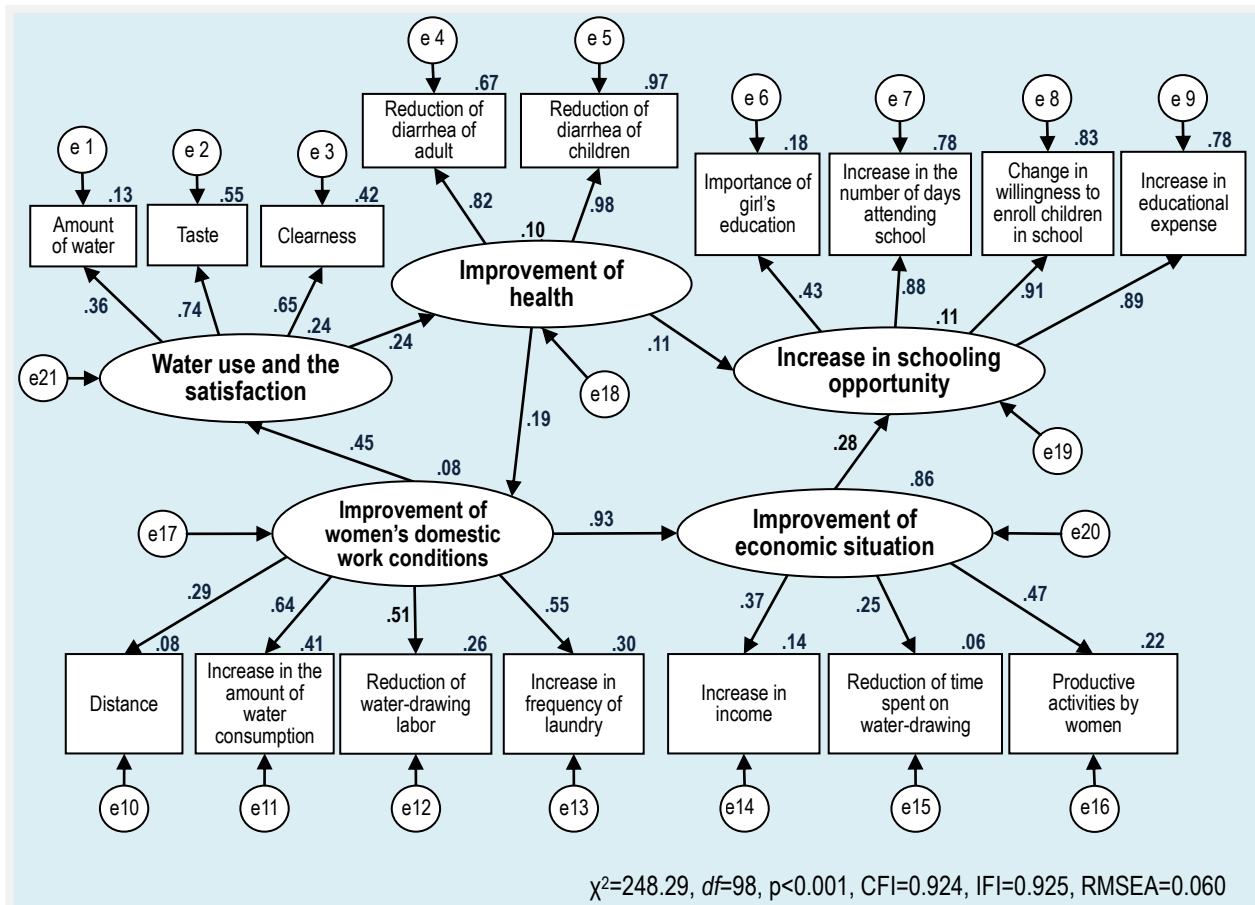 e 4
e 5
.67
.97
Reduction of
diarrhea of
adult
Reduction of
diarrhea of
children
e 6
e 7
e 8
e 9
.18
.78
.83
.78
Importance of
girl's
education
Increase in the
number of days
attending
school
Change in
willingness to
enroll children
in school
Increase in
educational
expense
e 1
e 2
e 3
.13
.55
.42
Amount
of water
Taste
Clearness
.82
.98
.10
Improvement of
health
.36
.74
.65
.24
.24
.43
.88
.91
.89
.11
.11
e21
Water use and the
satisfaction
e18
Increase in schooling
opportunity
e19
.45
.19
.28
.08
.86
e17
Improvement of
women's domestic
work conditions
.93
Improvement of
economic situation
e20
.29
.64
.51
.55
.37
.25
.47
.08
.41
.26
.30
.14
.06
.22
Distance
Increase in the
amount of
water
consumption
Reduction of
water-drawing
labor
Increase in
frequency of
laundry
Increase in
income
Reduction of time
spent on
water-drawing
Productive
activities by
women
e10
e11
e12
e13
e14
e15
e16
χ²=248.29, df=98, p<0.001, CFI=0.924, IFI=0.925, RMSEA=0.060